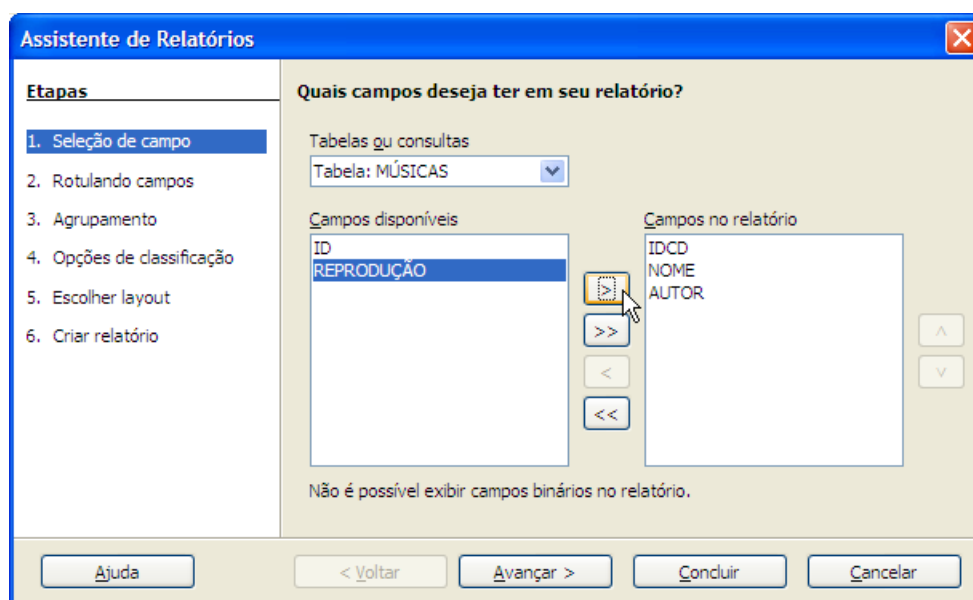 Assistente de Relatórios
Etapas
1. Seleção de campo
2. Rotulando campos
3. Agrupamento
4. Opções de classificação
5. Escolher layout
6. Criar relatório
Quais campos deseja ter em seu relatório?
Tabelas ou consultas
Tabela: MÚSICAS
Campos disponíveis
ID
REPRODUÇÃO
>
>>
<
<<
Campos no relatório
IDCD
NOME
AUTOR
Não é possível exibir campos binários no relatório.
Ajuda
< Voltar
Avançar >
Concluir
Cancelar